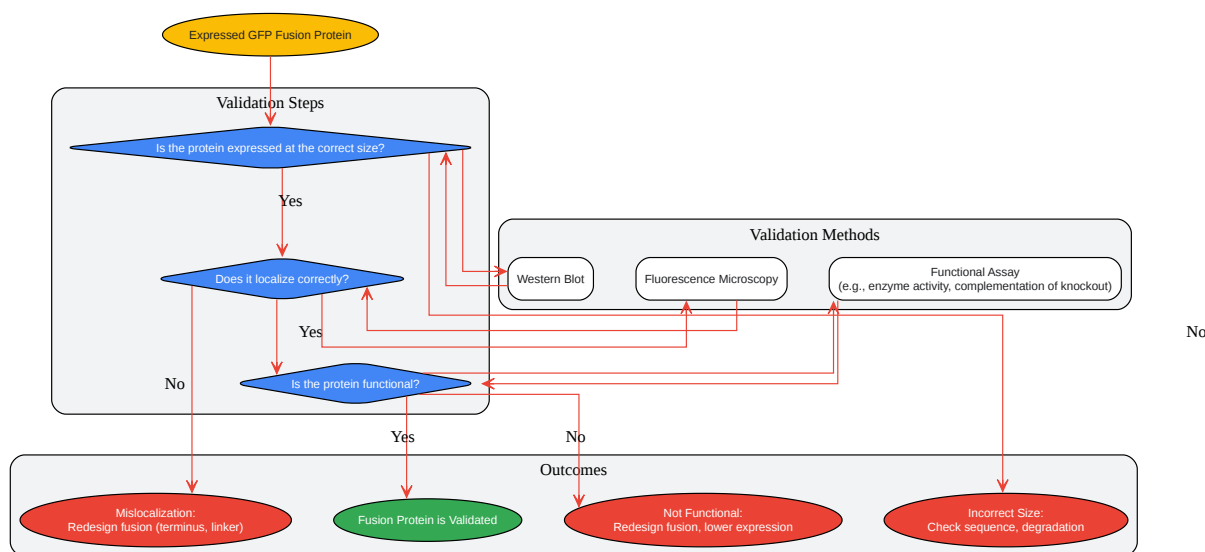 Expressed GFP Fusion Protein
Validation Steps
Is the protein expressed at the correct size?
Yes
Validation Methods
Does it localize correctly?
Western Blot
Fluorescence Microscopy
Functional Assay
(e.g., enzyme activity, complementation of knockout)
Yes
No
No
Is the protein functional?
Yes
No
Outcomes
Mislocalization:
Redesign fusion (terminus, linker)
Fusion Protein is Validated
Not Functional:
Redesign fusion, lower expression
Incorrect Size:
Check sequence, degradation